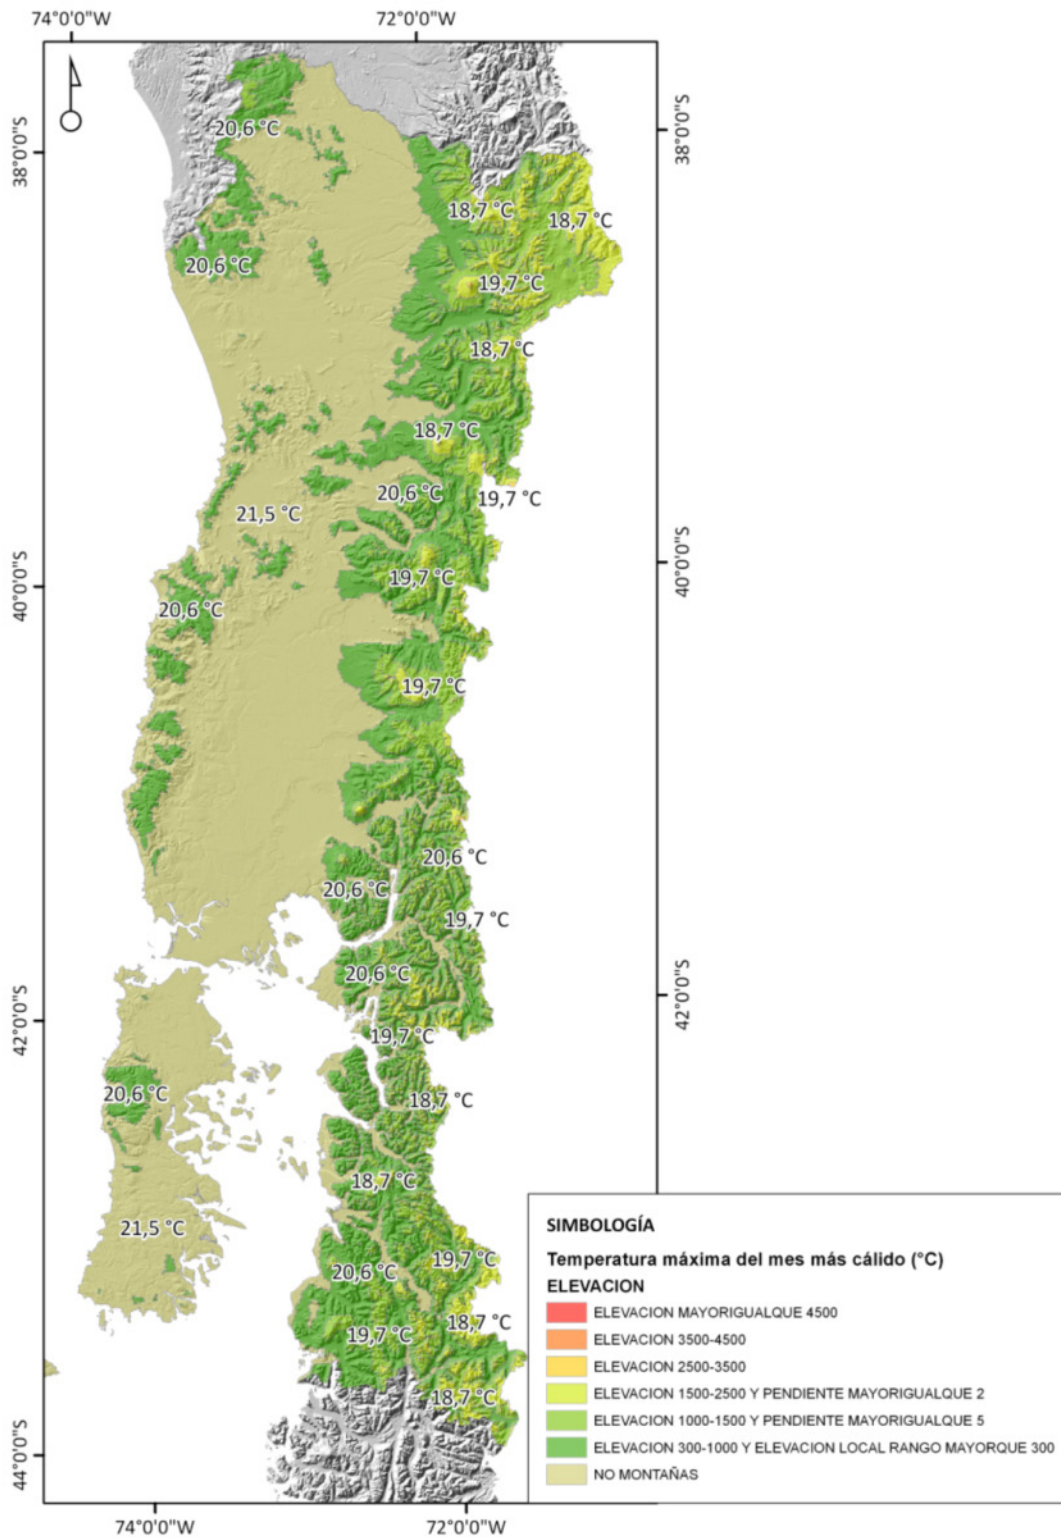 74°0'0"W
72°0'0"W
38°0'0"S
38°0'0"S
20,6 °C
18,7 °C
18,7 °C
20,6 °C
19,7 °C
18,7 °C
18,7 °C
20,6 °C
19,7 °C
21,5 °C
40°0'0"S
40°0'0"S
19,7 °C
20,6 °C
19,7 °C
20,6 °C
20,6 °C
19,7 °C
20,6 °C
42°0'0"S
42°0'0"S
19,7 °C
20,6 °C
18,7 °C
18,7 °C
21,5 °C
19,7 °C
20,6 °C
18,7 °C
19,7 °C
18,7 °C
44°0'0"S
74°0'0"W
72°0'0"W
SIMBOLOGÍA
Temperatura máxima del mes más cálido (°C)
ELEVACION
ELEVACION MAYORIGUALQUE 4500
ELEVACION 3500-4500
ELEVACION 2500-3500
ELEVACION 1500-2500 Y PENDIENTE MAYORIGUALQUE 2
ELEVACION 1000-1500 Y PENDIENTE MAYORIGUALQUE 5
ELEVACION 300-1000 Y ELEVACION LOCAL RANGO MAYORQUE 300
NO MONTAÑAS